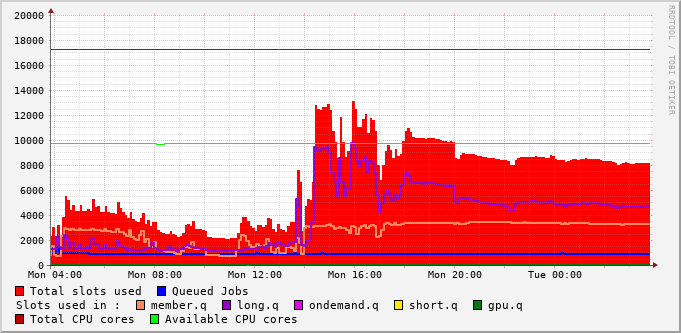 20000
18000
16000
14000
12000
10000
8000
6000
4000
2000
0
Mon 04:00 Mon 08:00 Mon 12:00 Mon 16:00 Mon 20:00 Tue 00:00
Total slots used Queued Jobs
Slots used in : member.q long.q ondemand.q short.q gpu.q
Total CPU cores Available CPU cores
RRDTOOL / TOBI OETIKER